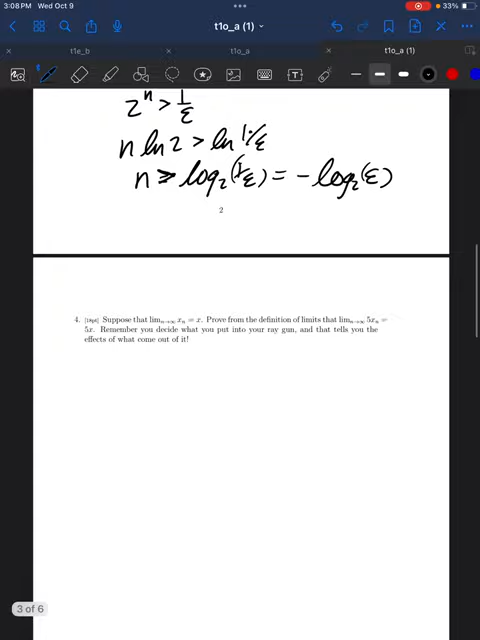 3:08 PM Wed Oct 9
33%
t1o_a (1)
t1e_b
t1o_a
t1o_a (1)
2ⁿ > 1/ε
n ln 2 > ln 1/ε
n > log₂(1/ε) = - log₂(ε)
2
4. [18pt] Suppose that limₙ→∞ xₙ = x. Prove from the definition of limits that limₙ→∞ 5xₙ =
5x. Remember you decide what you put into your ray gun, and that tells you the
effects of what come out of it!
3 of 6